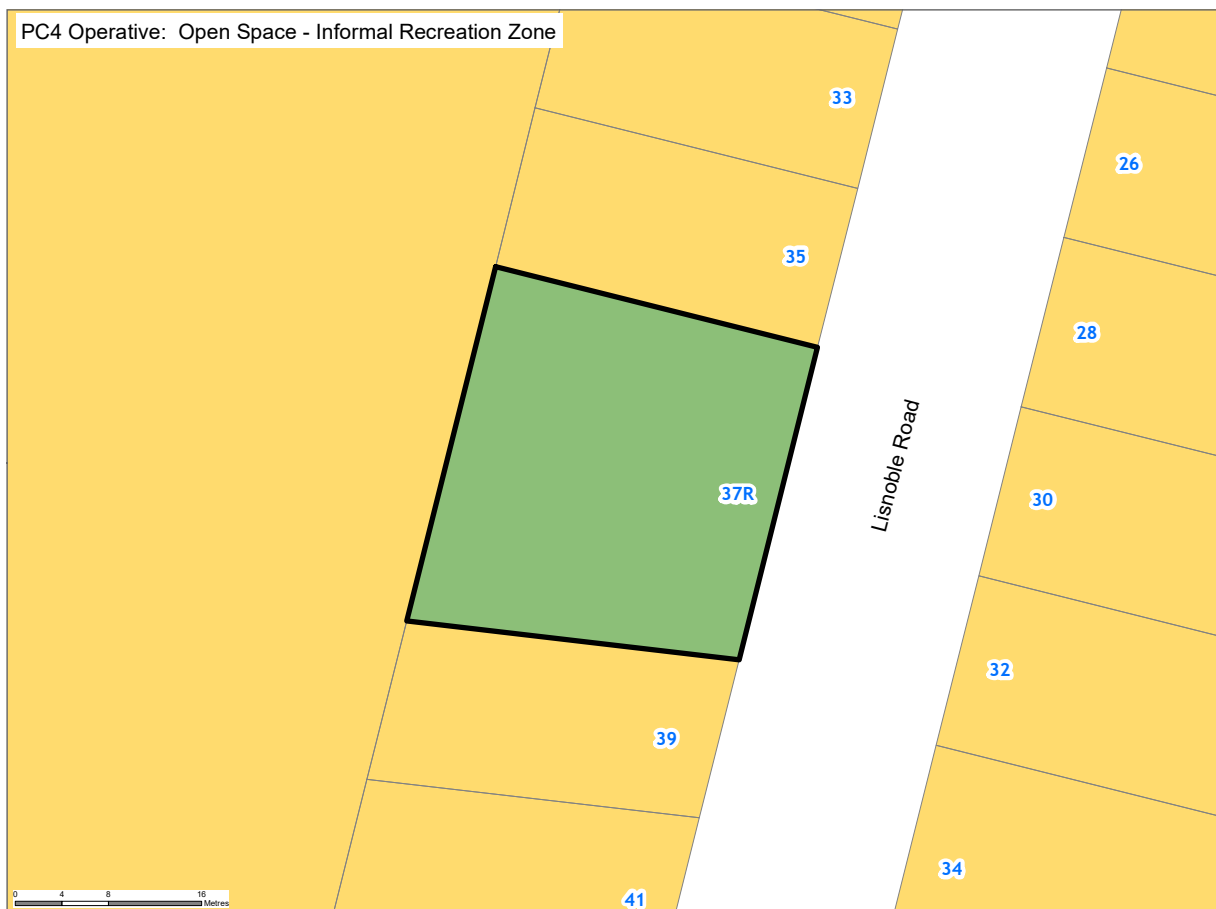 PC4 Operative:  Open Space - Informal Recreation Zone
33
26
35
28
37R
Lisnoble Road
30
32
39
34
41
0 4 8 16
Metres